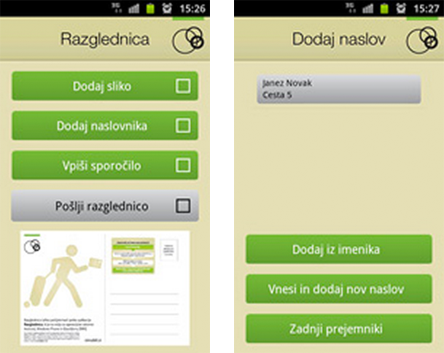 15:26
Razglednica
Dodaj sliko
Dodaj naslovnika
Vpiši sporočilo
Pošlji razglednico
15:27
Dodaj naslov
Janez Novak
Cesta 5
Dodaj iz imenika
Vnesi in dodaj nov naslov
Zadnji prejemniki